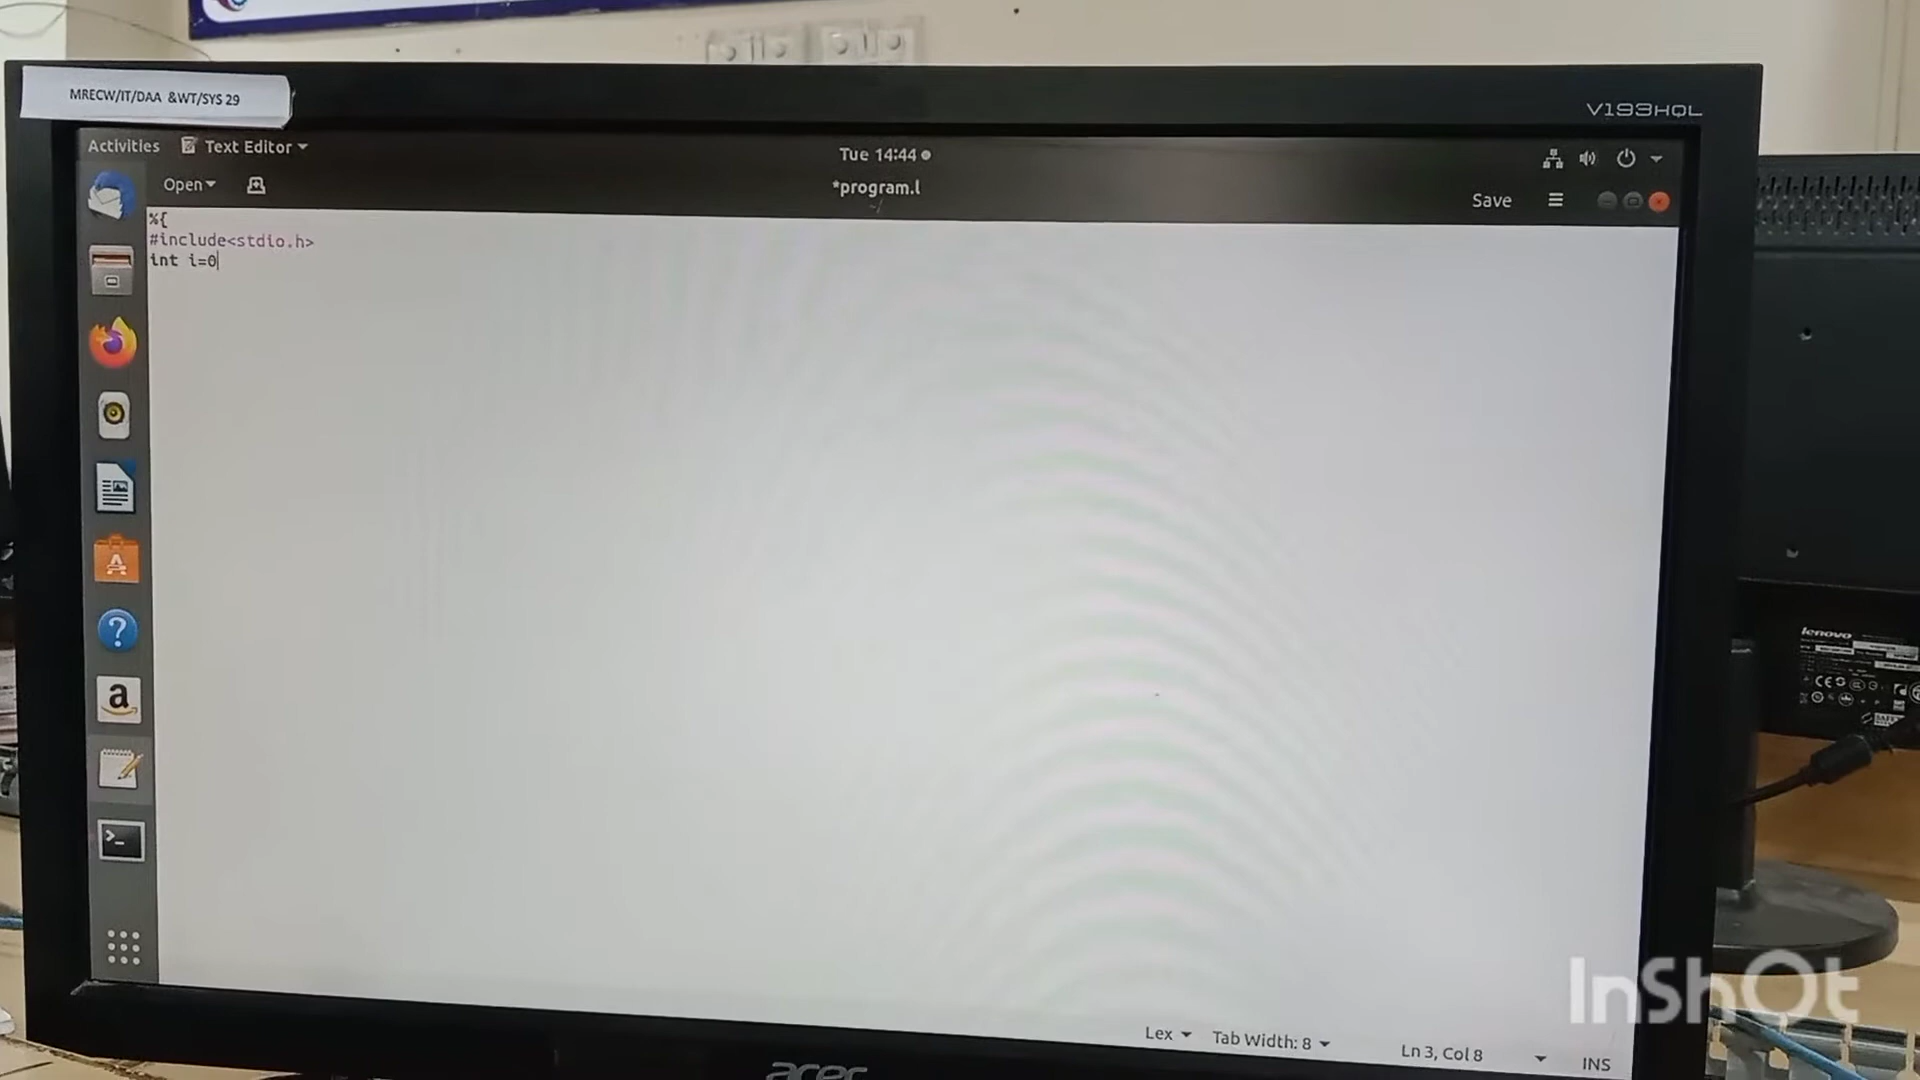 MRECW/IT/DAA &WT/SYS 29
V193HQL
Activities Text Editor
Tue 14:44
Open
*program.l
~/
Save
%{
#include<stdio.h>
int i=0
Lex Tab Width: 8 Ln 3, Col 8 INS
acer
lenovo
InShOt